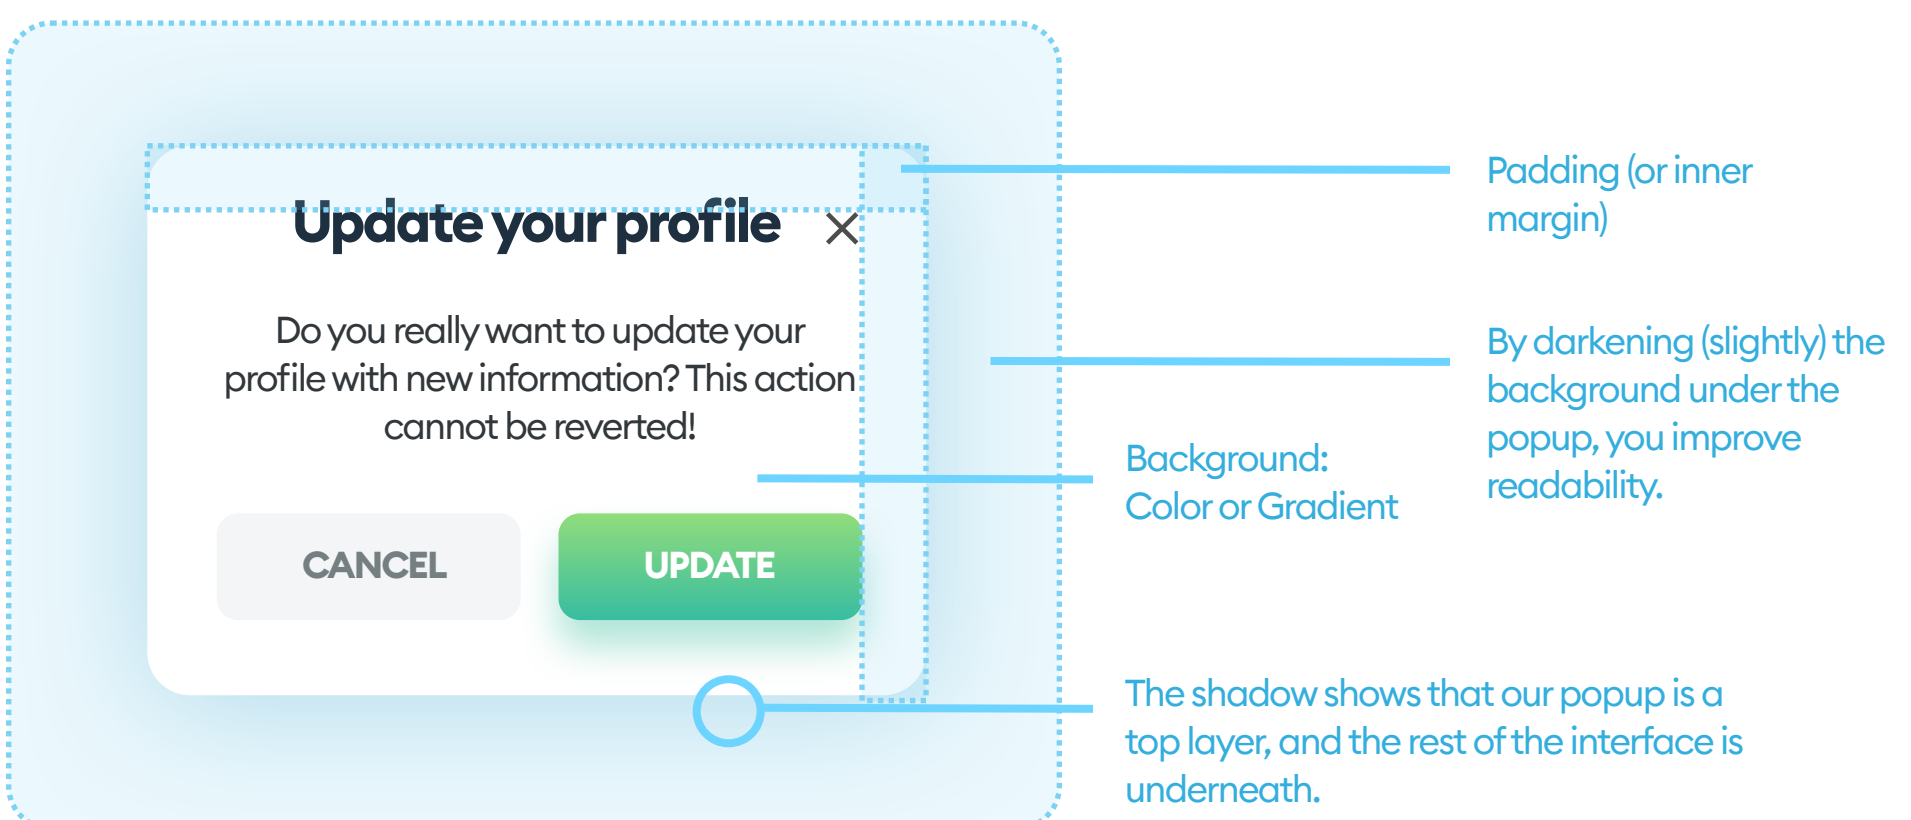 Update your profile
Do you really want to update your
profile with new information? This action
cannot be reverted!
CANCEL
UPDATE
Padding (or inner
margin)
By darkening (slightly) the
background under the
popup, you improve
readability.
Background:
Color or Gradient
The shadow shows that our popup is a
top layer, and the rest of the interface is
underneath.